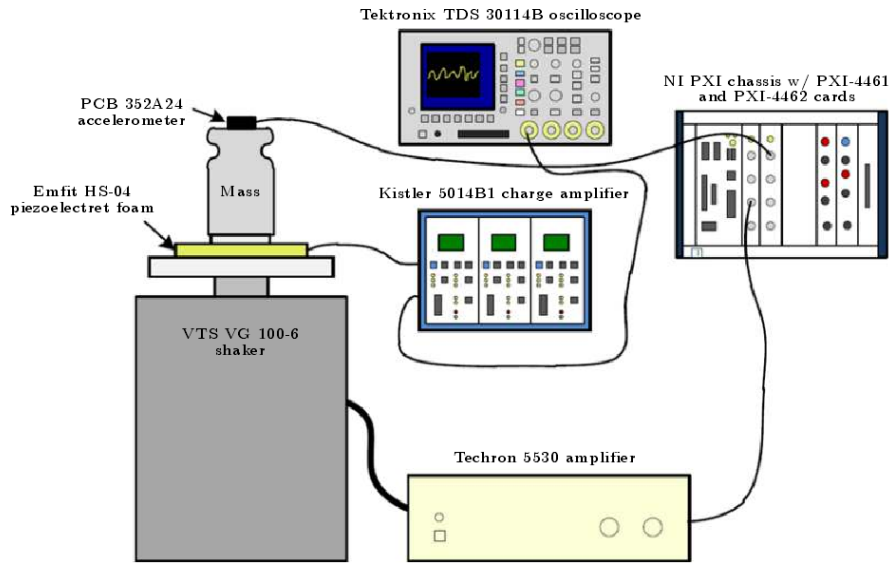 Tektronix TDS 30114B oscilloscope
NI PXI chassis w/ PXI-4461
and PXI-4462 cards
PCB 352A24
accelerometer
Mass
Emfit HS-04
piezoelectret foam
Kistler 5014B1 charge amplifier
VTS VG 100-6
shaker
Techron 5530 amplifier